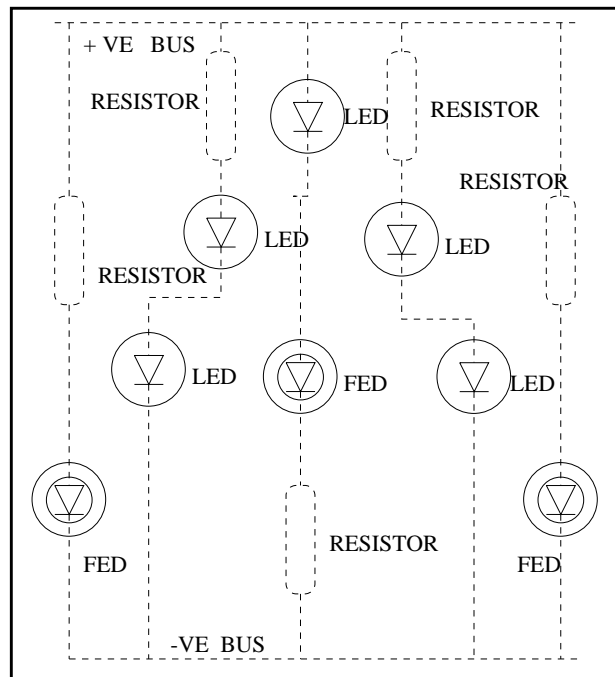 + VE BUS
RESISTOR
LED
RESISTOR
RESISTOR
LED
LED
RESISTOR
LED
FED
LED
RESISTOR
FED
FED
-VE BUS